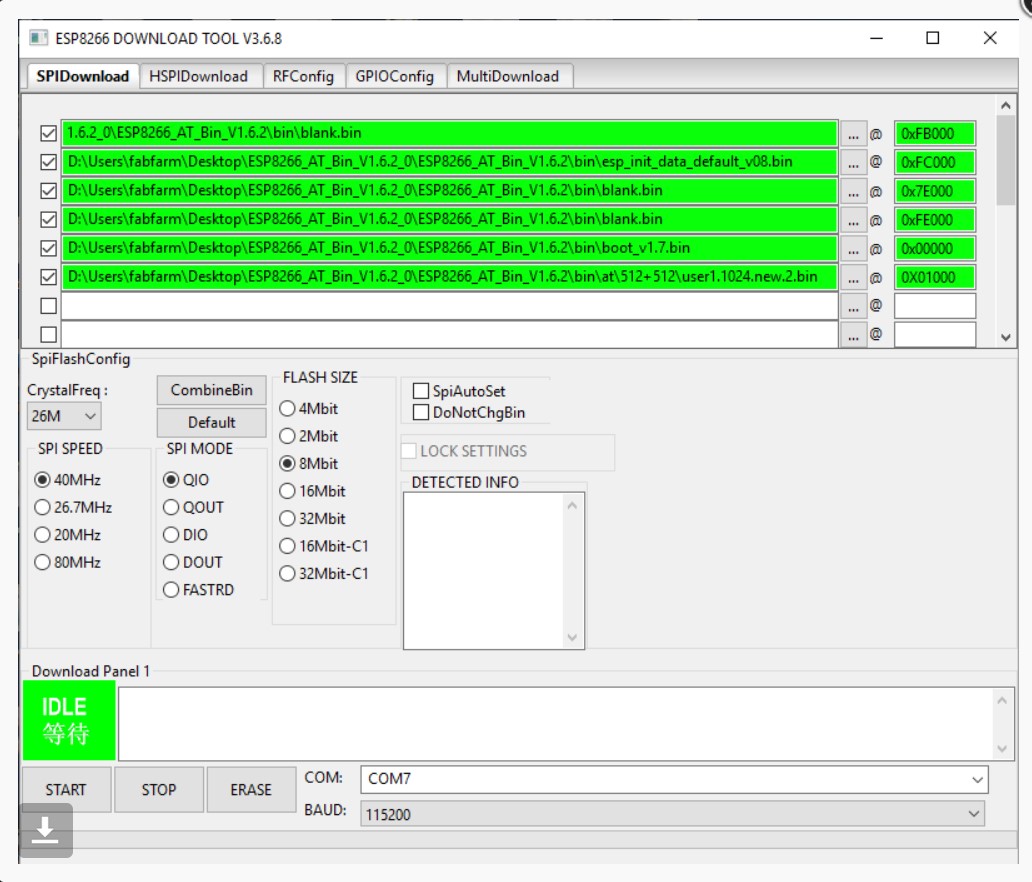 ESP8266 DOWNLOAD TOOL V3.6.8
SPIDownload HSPIDownload RFConfig GPIOConfig MultiDownload
1.6.2_0\ESP8266_AT_Bin_V1.6.2\bin\blank.bin ... @ 0xFB000
D:\Users\fabfarm\Desktop\ESP8266_AT_Bin_V1.6.2_0\ESP8266_AT_Bin_V1.6.2\bin\esp_init_data_default_v08.bin ... @ 0xFC000
D:\Users\fabfarm\Desktop\ESP8266_AT_Bin_V1.6.2_0\ESP8266_AT_Bin_V1.6.2\bin\blank.bin ... @ 0x7E000
D:\Users\fabfarm\Desktop\ESP8266_AT_Bin_V1.6.2_0\ESP8266_AT_Bin_V1.6.2\bin\blank.bin ... @ 0xFE000
D:\Users\fabfarm\Desktop\ESP8266_AT_Bin_V1.6.2_0\ESP8266_AT_Bin_V1.6.2\bin\boot_v1.7.bin ... @ 0x00000
D:\Users\fabfarm\Desktop\ESP8266_AT_Bin_V1.6.2_0\ESP8266_AT_Bin_V1.6.2\bin\at\512+512\user1.1024.new.2.bin ... @ 0X01000
... @
... @
SpiFlashConfig
CrystalFreq :
26M
CombineBin
Default
SPI SPEED
40MHz
26.7MHz
20MHz
80MHz
SPI MODE
QIO
QOUT
DIO
DOUT
FASTRD
FLASH SIZE
4Mbit
2Mbit
8Mbit
16Mbit
32Mbit
16Mbit-C1
32Mbit-C1
SpiAutoSet
DoNotChgBin
LOCK SETTINGS
DETECTED INFO
Download Panel 1
IDLE
等待
START STOP ERASE
COM: COM7
BAUD: 115200